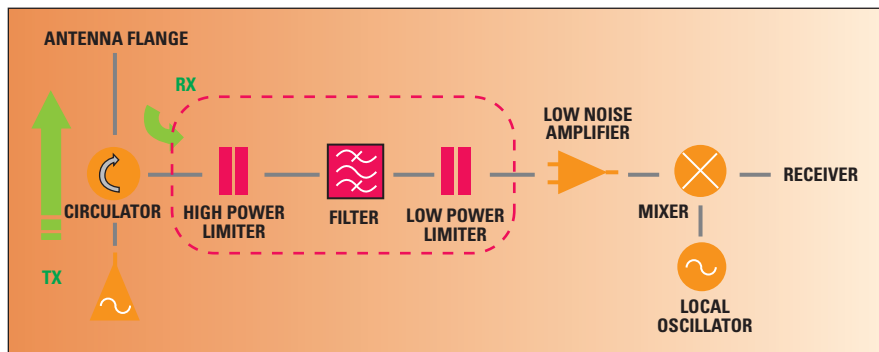 ANTENNA FLANGE
RX
LOW NOISE
AMPLIFIER
RECEIVER
CIRCULATOR
HIGH POWER
LIMITER
FILTER
LOW POWER
LIMITER
MIXER
TX
LOCAL
OSCILLATOR